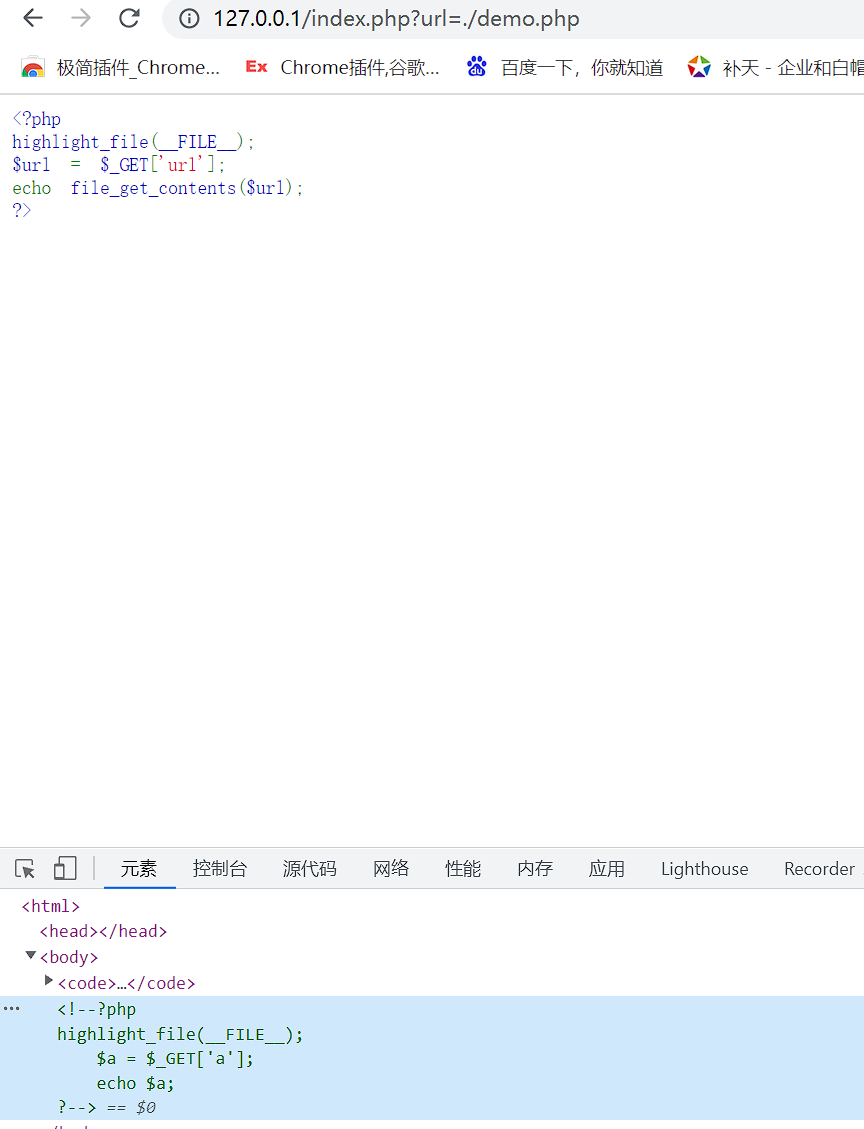 127.0.0.1/index.php?url=./demo.php
极简插件_Chrome... Ex Chrome插件,谷歌... du 百度一下，你就知道 补天 - 企业和白帽
<?php
highlight_file(__FILE__);
$url = $_GET['url'];
echo file_get_contents($url);
?>
元素 控制台 源代码 网络 性能 内存 应用 Lighthouse Recorder
<html>
<head></head>
<body>
<code>…</code>
<!--?php
highlight_file(__FILE__);
$a = $_GET['a'];
echo $a;
?--> == $0